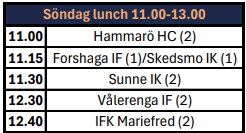 Söndag lunch 11.00-13.00
11.00 Hammarö HC (2)
11.15 Forshaga IF (1)/Skedsmo IK (1)
11.30 Sunne IK (2)
12.30 Vålerenga IF (2)
12.40 IFK Mariefred (2)